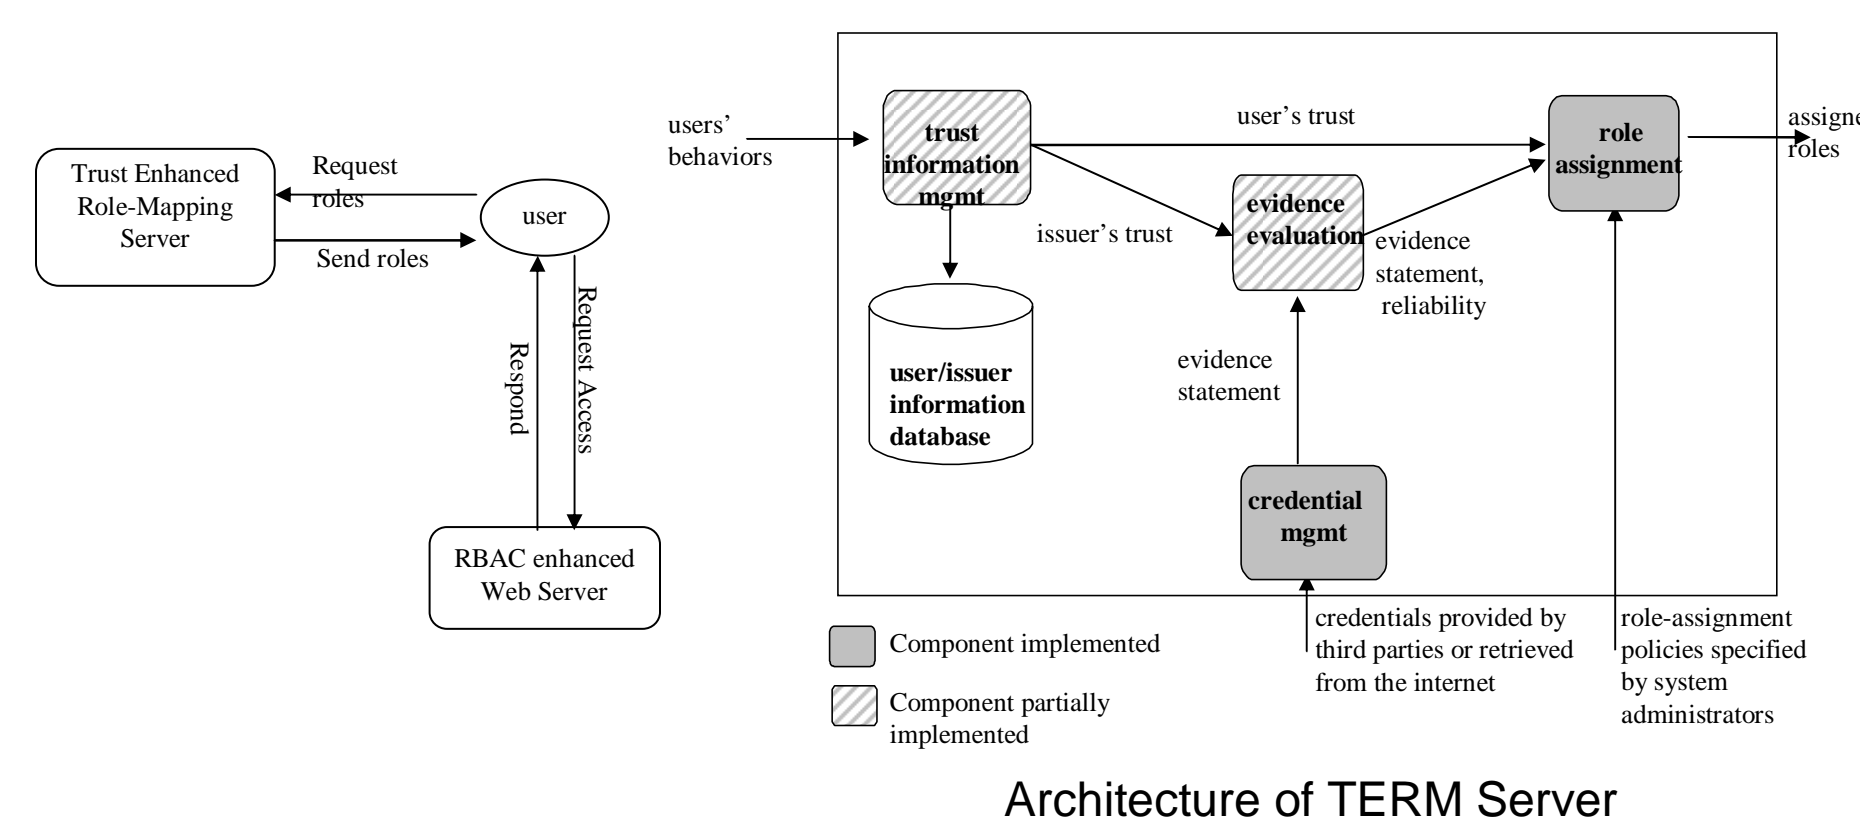 Trust Enhanced
Role-Mapping
Server
Request
roles
Send roles
user
Respond
Request Access
RBAC enhanced
Web Server
users’
behaviors
trust
information
mgmt
user’s trust
issuer’s trust
evidence
evaluation
evidence
statement,
reliability
role
assignment
assigne
roles
user/issuer
information
database
evidence
statement
credential
mgmt
credentials provided by
third parties or retrieved
from the internet
role-assignment
policies specified
by system
administrators
Component implemented
Component partially
implemented
Architecture of TERM Server